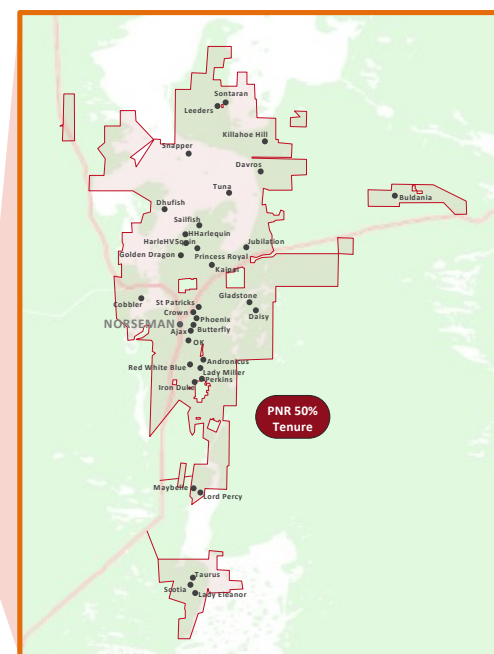 Sontaran
Leeders
Killahoe Hill
Snapper
Davros
Tuna
Buldania
Dhufish
Sailfish
HHarlequin
HarleHVSquin
Jubilation
Princess Royal
Golden Dragon
Kaipai
Cobbler
Gladstone
St Patricks
Crown
Daisy
Phoenix
NORSEMAN
Butterfly
Ajax
OK
Andronicus
Red White Blue
Lady Miller
Perkins
Iron Duke
PNR 50%
Tenure
Maybelle
Lord Percy
Taurus
Scotia
Lady Eleanor